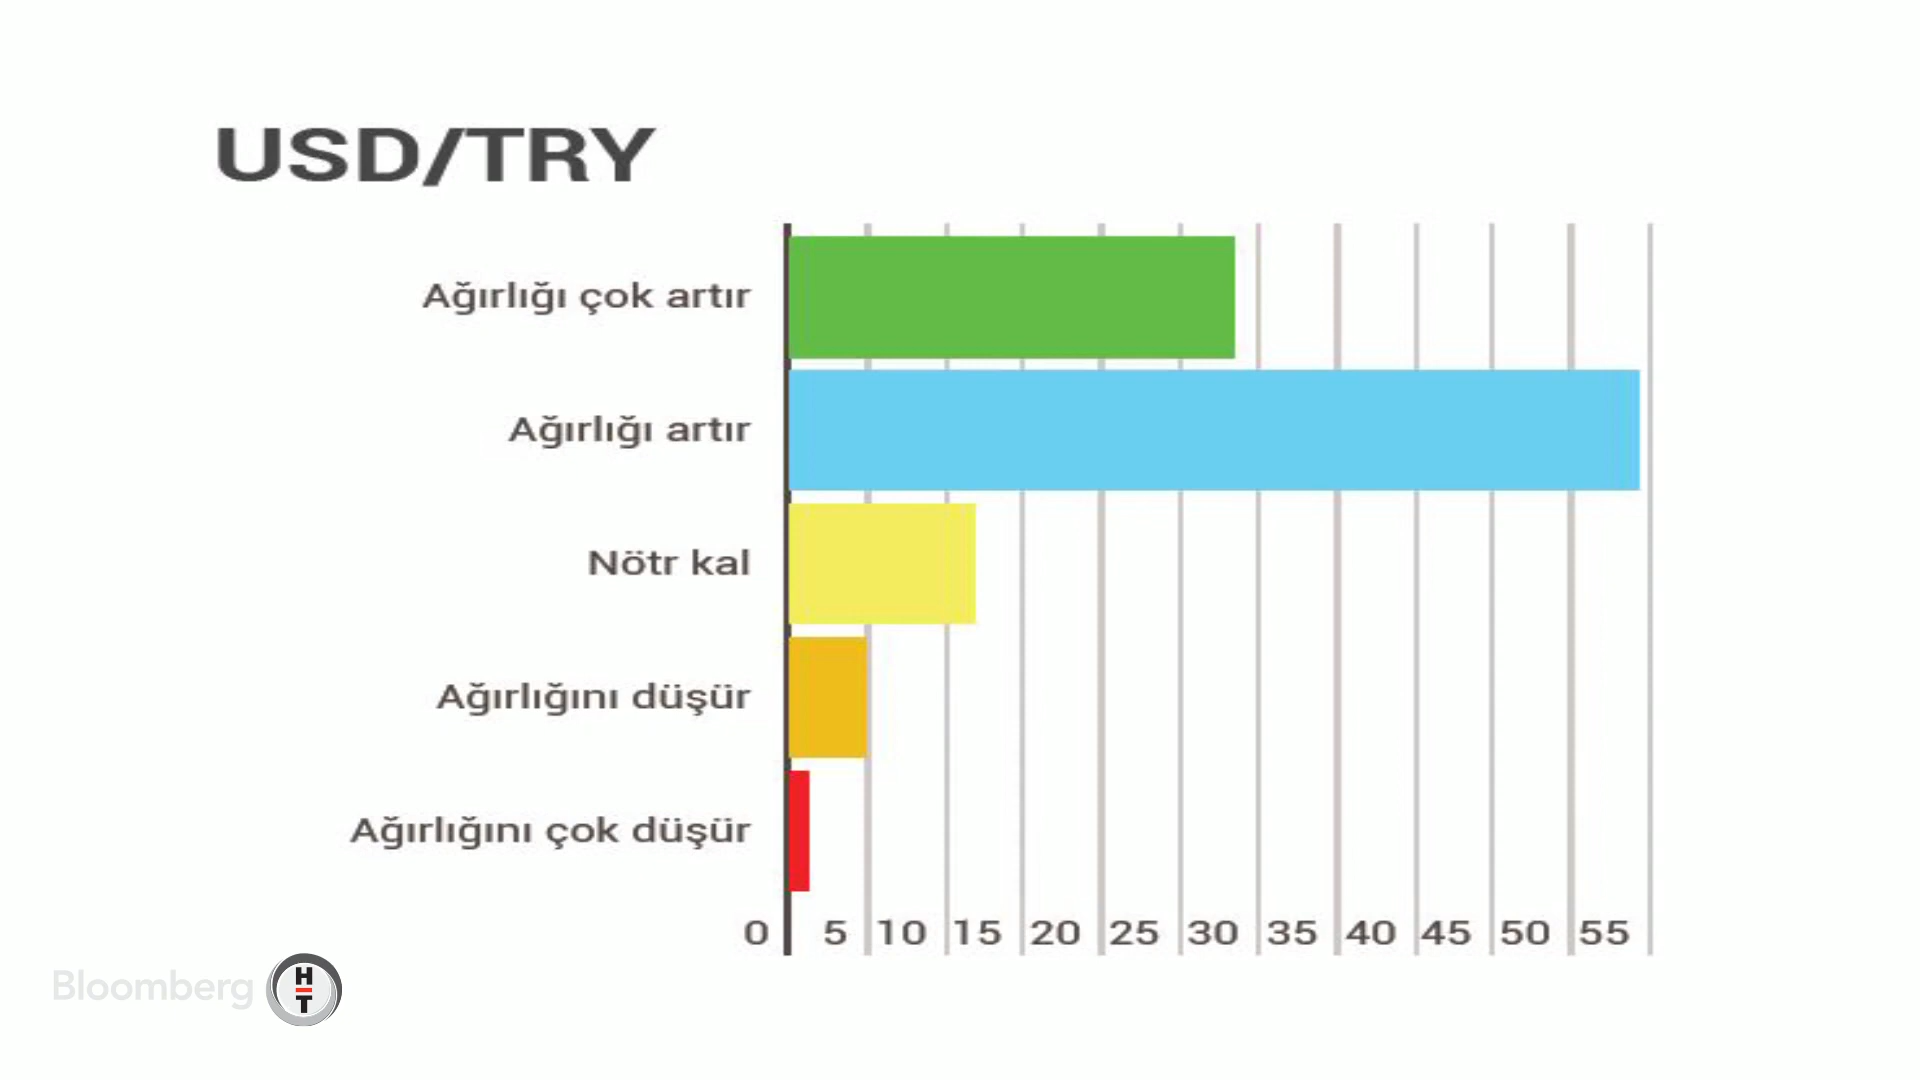 USD/TRY
Ağırlığı çok artır
Ağırlığı artır
Nötr kal
Ağırlığını düşür
Ağırlığını çok düşür
0 5 10 15 20 25 30 35 40 45 50 55
Bloomberg HT